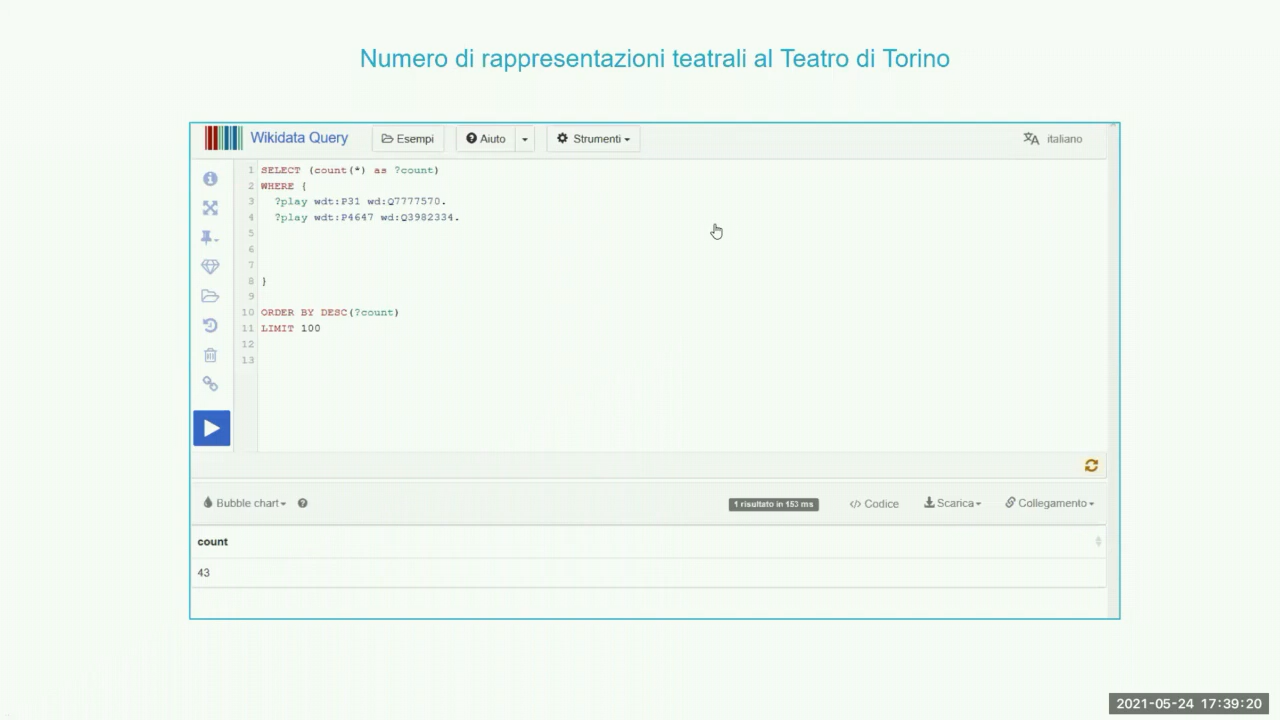 Numero di rappresentazioni teatrali al Teatro di Torino
Wikidata Query Esempi Aiuto Strumenti italiano
1 SELECT (count(*) as ?count)
2 WHERE {
3 ?play wdt:P31 wd:Q7777570.
4 ?play wdt:P4647 wd:Q3982334.
5
6
7
8 }
9
10 ORDER BY DESC(?count)
11 LIMIT 100
12
13
Bubble chart 1 risultato in 153 ms </> Codice Scarica Collegamento
count
43
2021-05-24 17:39:20